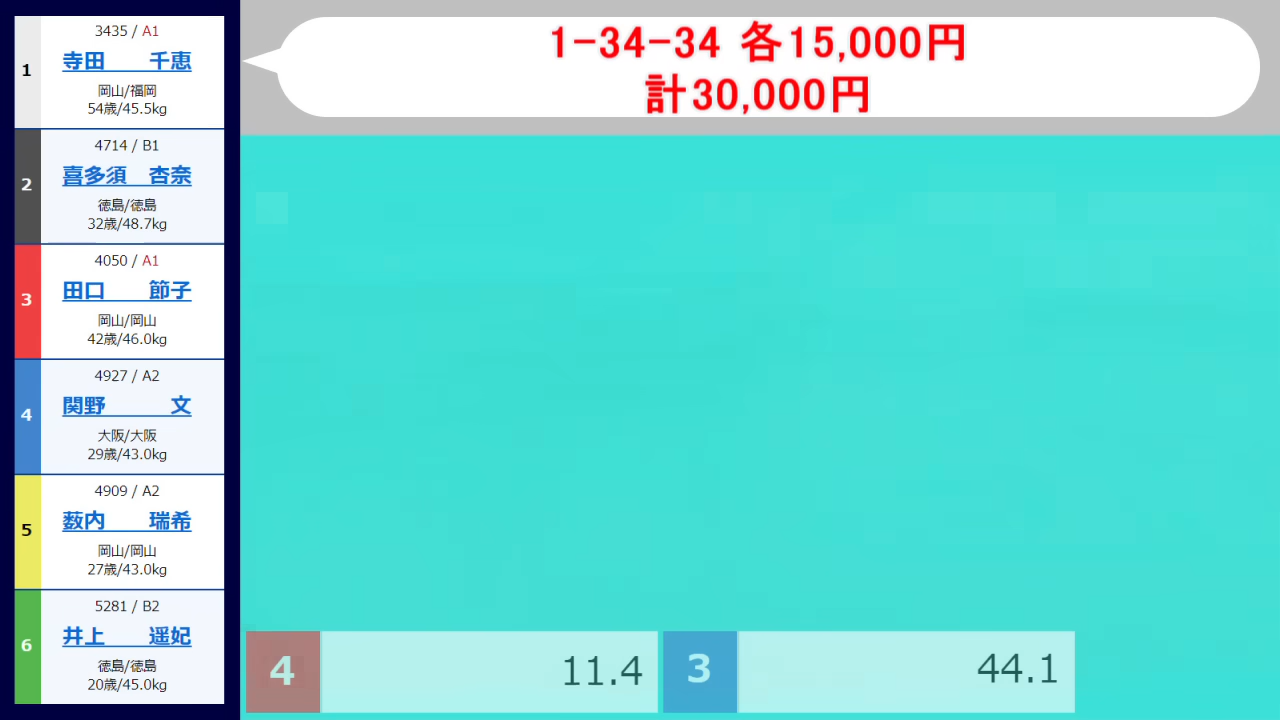 1-34-34 各15,000円
計30,000円
1
3435 / A1
寺田 千恵
岡山/福岡
54歳/45.5kg
2
4714 / B1
喜多須 杏奈
徳島/徳島
32歳/48.7kg
3
4050 / A1
田口 節子
岡山/岡山
42歳/46.0kg
4
4927 / A2
関野 文
大阪/大阪
29歳/43.0kg
5
4909 / A2
薮内 瑞希
岡山/岡山
27歳/43.0kg
6
5281 / B2
井上 遥妃
徳島/徳島
20歳/45.0kg
4 11.4 3 44.1